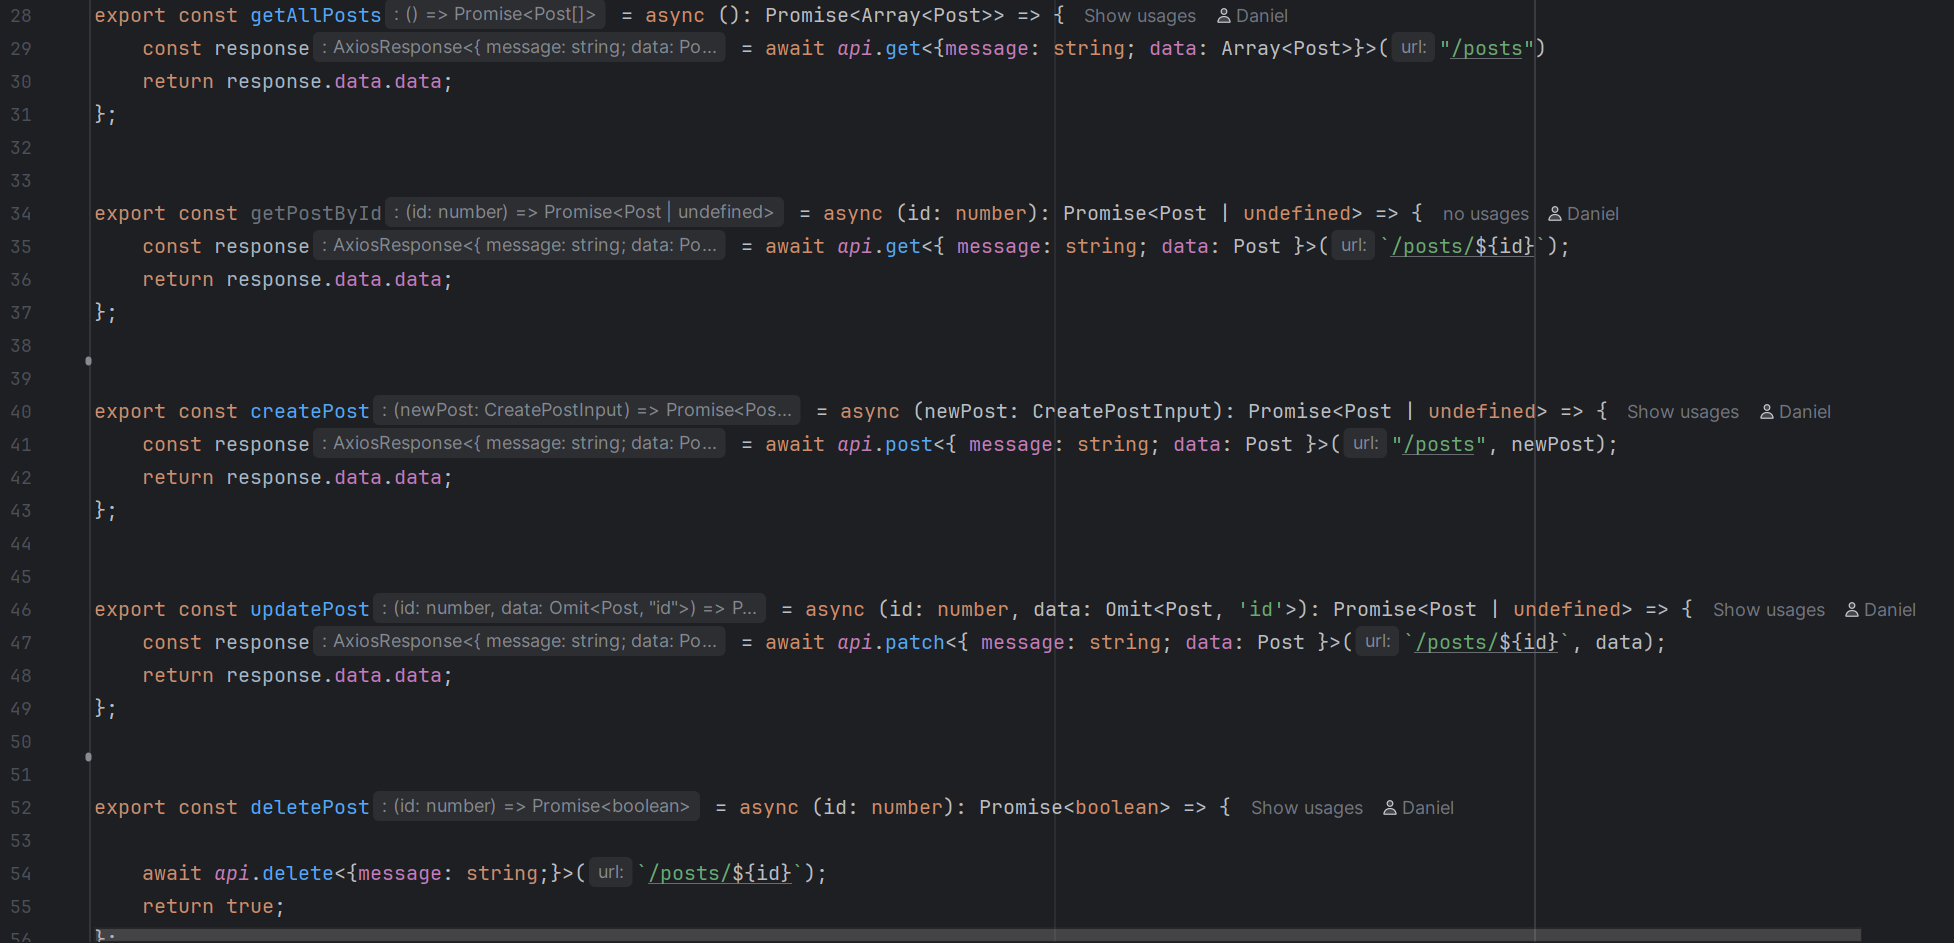 28 export const getAllPosts : () => Promise<Post[]> = async (): Promise<Array<Post>> => { Show usages Daniel
29 const response : AxiosResponse<{ message: string; data: Po... = await api.get<{message: string; data: Array<Post>}>( url: "/posts")
30 return response.data.data;
31 };
32
33
34 export const getPostById : (id: number) => Promise<Post | undefined> = async (id: number): Promise<Post | undefined> => { no usages Daniel
35 const response : AxiosResponse<{ message: string; data: Po... = await api.get<{ message: string; data: Post }>( url: `/posts/${id}`);
36 return response.data.data;
37 };
38
39
40 export const createPost : (newPost: CreatePostInput) => Promise<Pos... = async (newPost: CreatePostInput): Promise<Post | undefined> => { Show usages Daniel
41 const response : AxiosResponse<{ message: string; data: Po... = await api.post<{ message: string; data: Post }>( url: "/posts", newPost);
42 return response.data.data;
43 };
44
45
46 export const updatePost : (id: number, data: Omit<Post, "id">) => P... = async (id: number, data: Omit<Post, 'id'>): Promise<Post | undefined> => { Show usages Daniel
47 const response : AxiosResponse<{ message: string; data: Po... = await api.patch<{ message: string; data: Post }>( url: `/posts/${id}`, data);
48 return response.data.data;
49 };
50
51
52 export const deletePost : (id: number) => Promise<boolean> = async (id: number): Promise<boolean> => { Show usages Daniel
53
54 await api.delete<{message: string;}>( url: `/posts/${id}`);
55 return true;
56 };